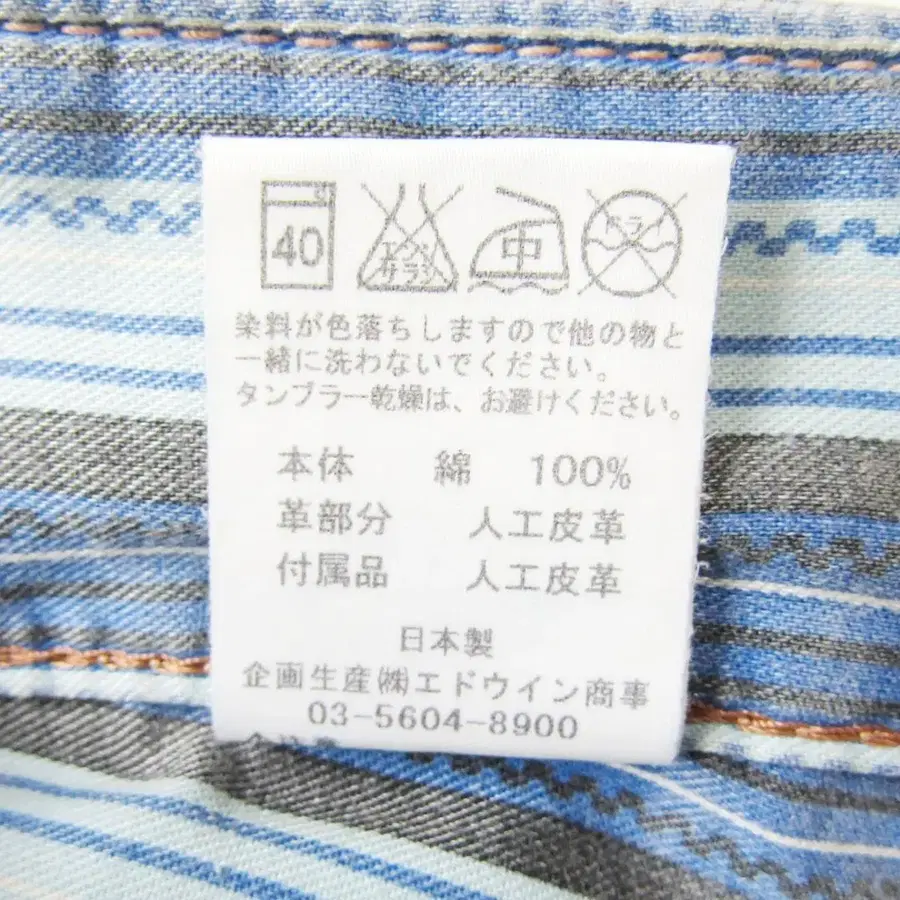 40
エンソ
サラシ
中
ドライ
染料が色落ちしますので他の物と
一緒に洗わないでください。
タンブラー乾燥は、お避けください。
本体 綿 100%
革部分 人工皮革
付属品 人工皮革
日本製
企画生産㈱エドウイン商事
03-5604-8900